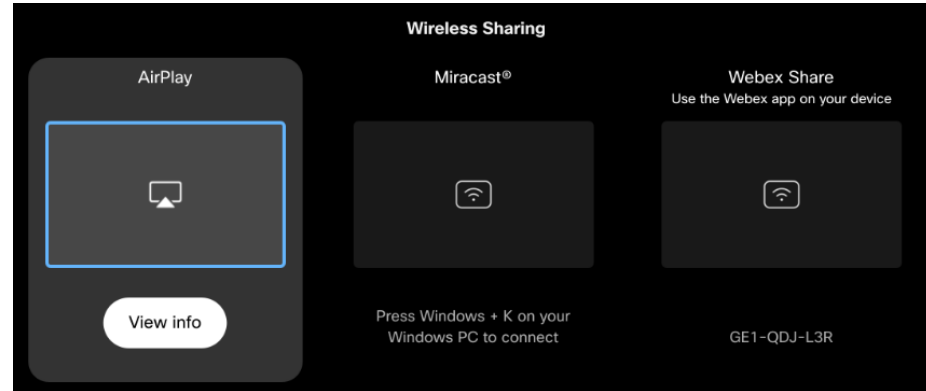 Wireless Sharing
AirPlay
View info
Miracast®
Press Windows + K on your
Windows PC to connect
Webex Share
Use the Webex app on your device
GE1-QDJ-L3R